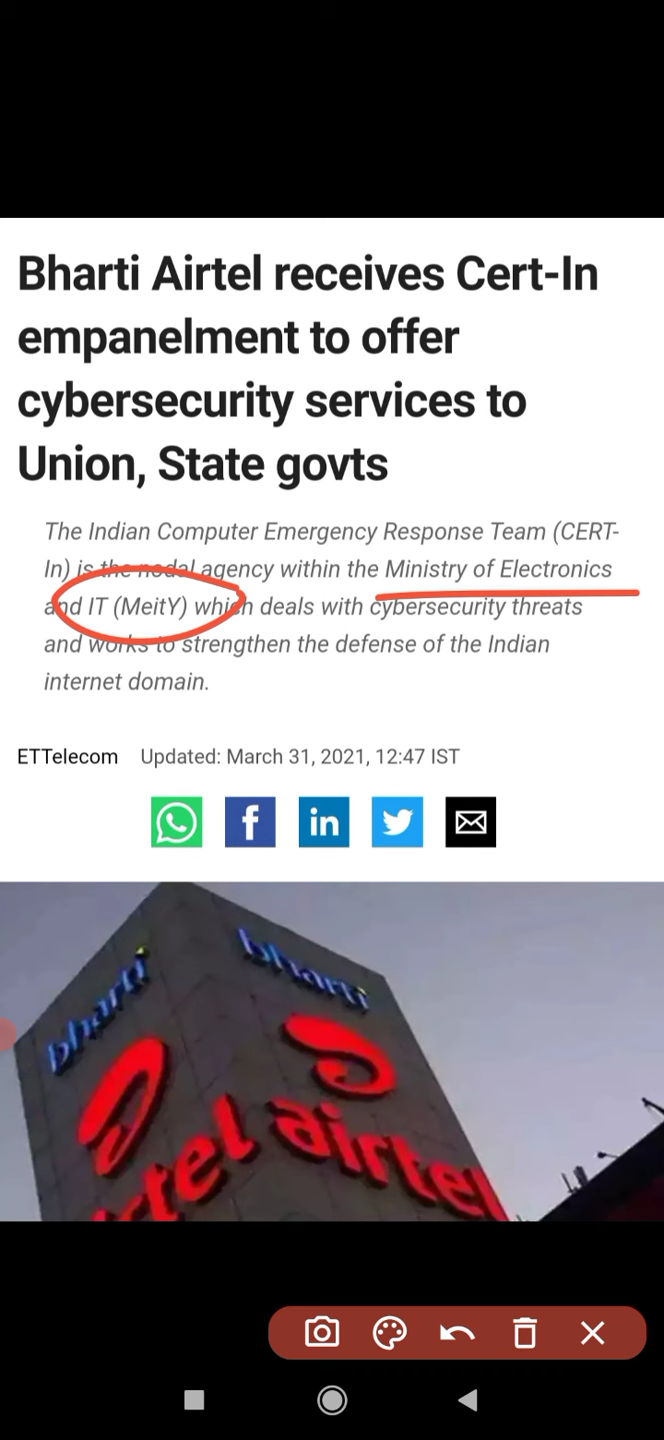 Bharti Airtel receives Cert-In
empanelment to offer
cybersecurity services to
Union, State govts
The Indian Computer Emergency Response Team (CERT-
In) is the nodal agency within the Ministry of Electronics
and IT (MeitY) which deals with cybersecurity threats
and works to strengthen the defense of the Indian
internet domain.
ETTelecom Updated: March 31, 2021, 12:47 IST
bharti bharti
rtel airtel